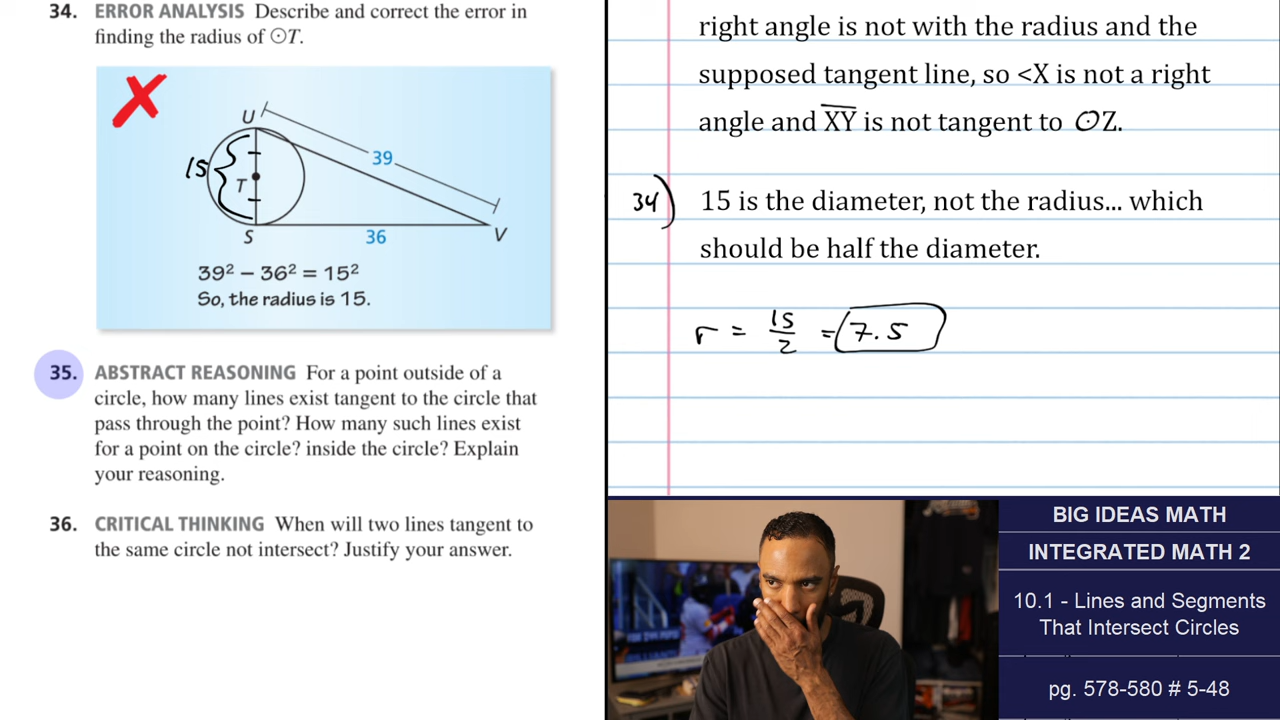 34. ERROR ANALYSIS Describe and correct the error in
finding the radius of ⊙T.
U
39
15
T
S
36
V
39² − 36² = 15²
So, the radius is 15.
35. ABSTRACT REASONING For a point outside of a
circle, how many lines exist tangent to the circle that
pass through the point? How many such lines exist
for a point on the circle? inside the circle? Explain
your reasoning.
36. CRITICAL THINKING When will two lines tangent to
the same circle not intersect? Justify your answer.
right angle is not with the radius and the
supposed tangent line, so <X is not a right
angle and X̅Y̅ is not tangent to ⊙Z.
34) 15 is the diameter, not the radius... which
should be half the diameter.
r = 15/2 = 7.5
BIG IDEAS MATH
INTEGRATED MATH 2
10.1 - Lines and Segments
That Intersect Circles
pg. 578-580 # 5-48